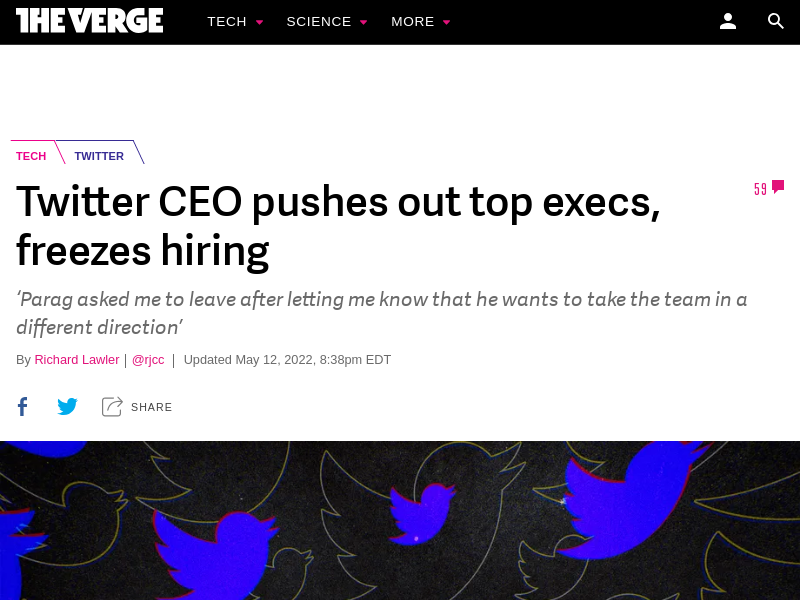 THE VERGE
TECH SCIENCE MORE
TECH TWITTER
Twitter CEO pushes out top execs,
freezes hiring
59
‘Parag asked me to leave after letting me know that he wants to take the team in a
different direction’
By Richard Lawler | @rjcc | Updated May 12, 2022, 8:38pm EDT
SHARE